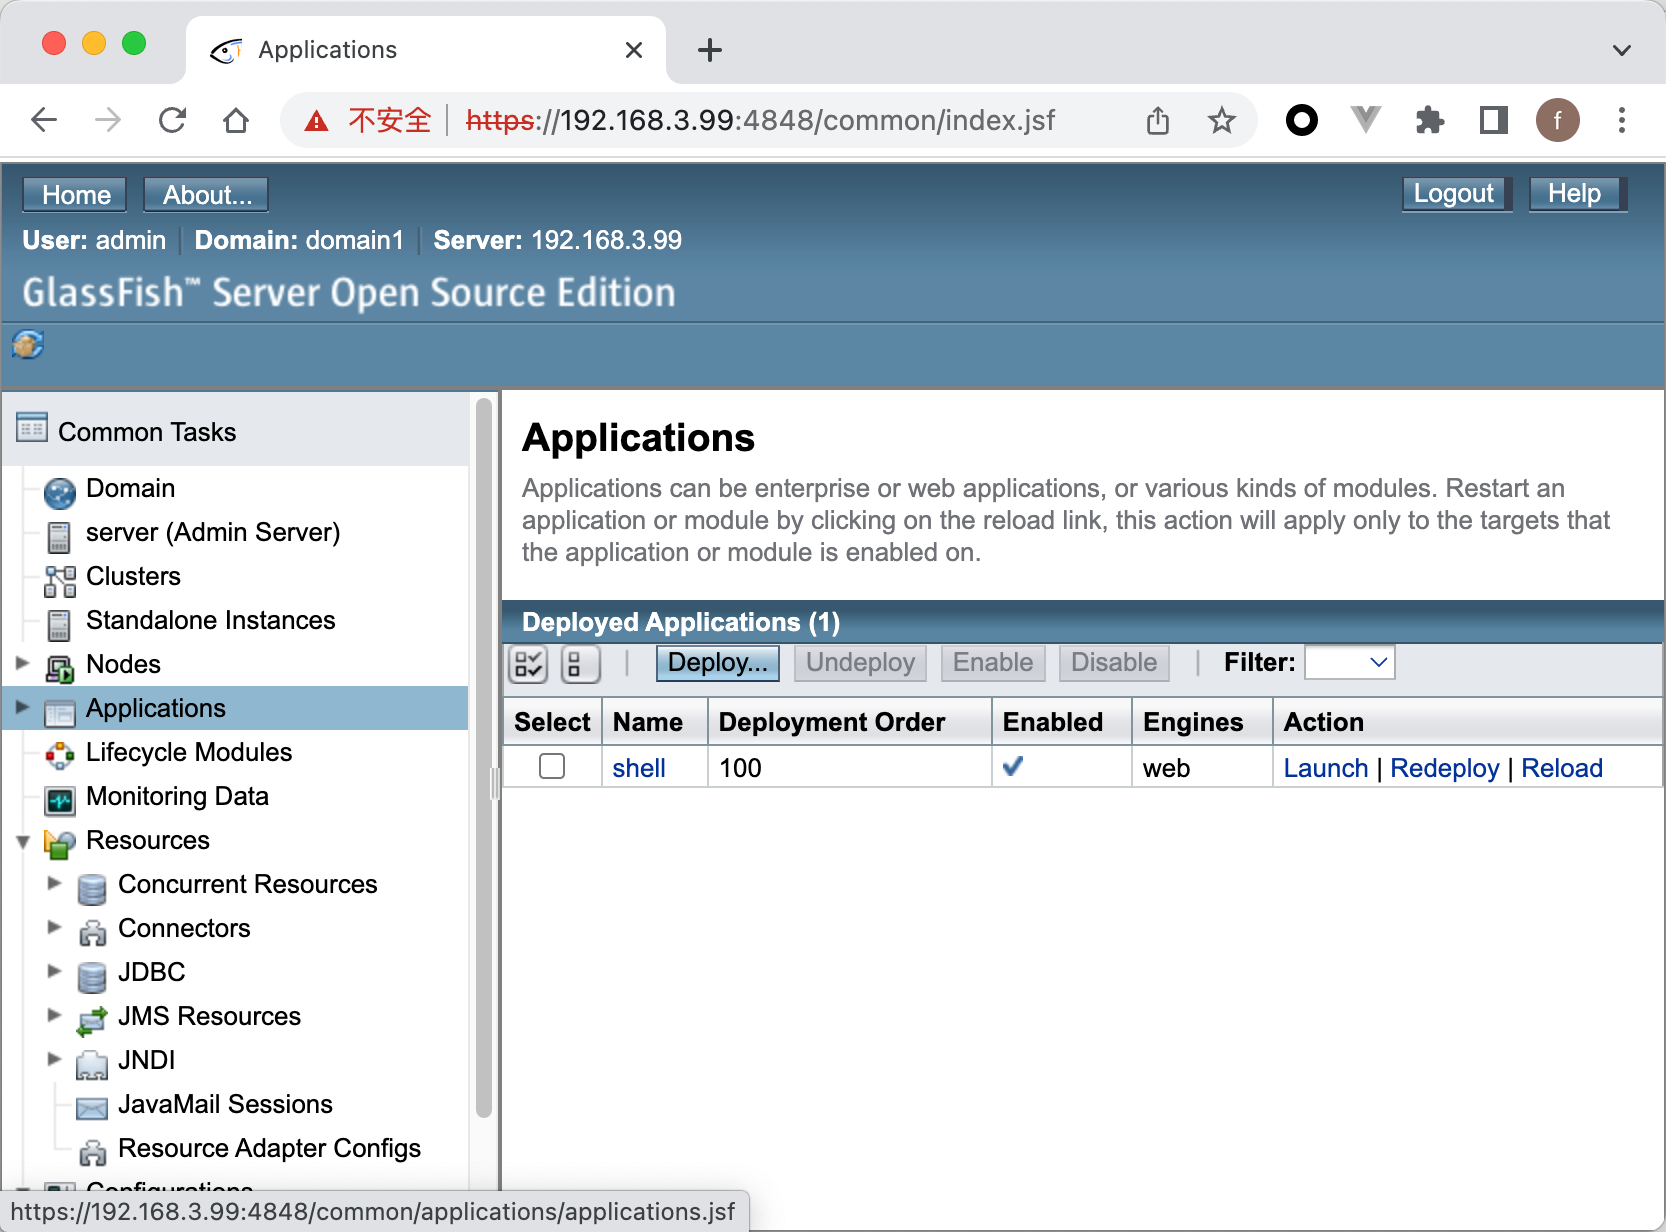 Applications
不安全 https://192.168.3.99:4848/common/index.jsf
f
Home About... Logout Help
User: admin Domain: domain1 Server: 192.168.3.99
GlassFish™ Server Open Source Edition
Common Tasks
Domain
server (Admin Server)
Clusters
Standalone Instances
Nodes
Applications
Lifecycle Modules
Monitoring Data
Resources
Concurrent Resources
Connectors
JDBC
JMS Resources
JNDI
JavaMail Sessions
Resource Adapter Configs
Configurations
https://192.168.3.99:4848/common/applications/applications.jsf
Applications
Applications can be enterprise or web applications, or various kinds of modules. Restart an
application or module by clicking on the reload link, this action will apply only to the targets that
the application or module is enabled on.
Deployed Applications (1)
Deploy... Undeploy Enable Disable Filter:
Select Name Deployment Order Enabled Engines Action
shell 100 web Launch | Redeploy | Reload